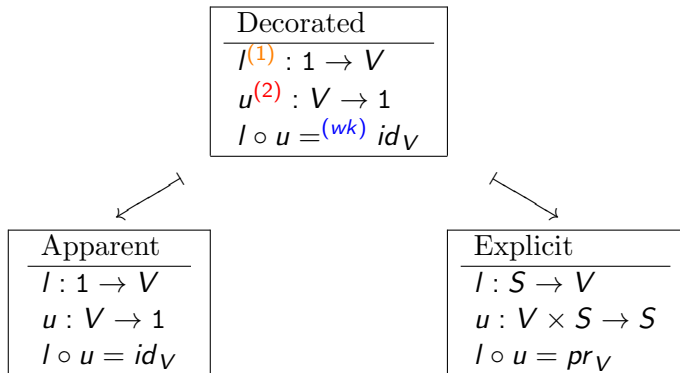 Decorated
l^(1) : 1 → V
u^(2) : V → 1
l ∘ u =^(wk) id_V
Apparent
l : 1 → V
u : V → 1
l ∘ u = id_V
Explicit
l : S → V
u : V × S → S
l ∘ u = pr_V